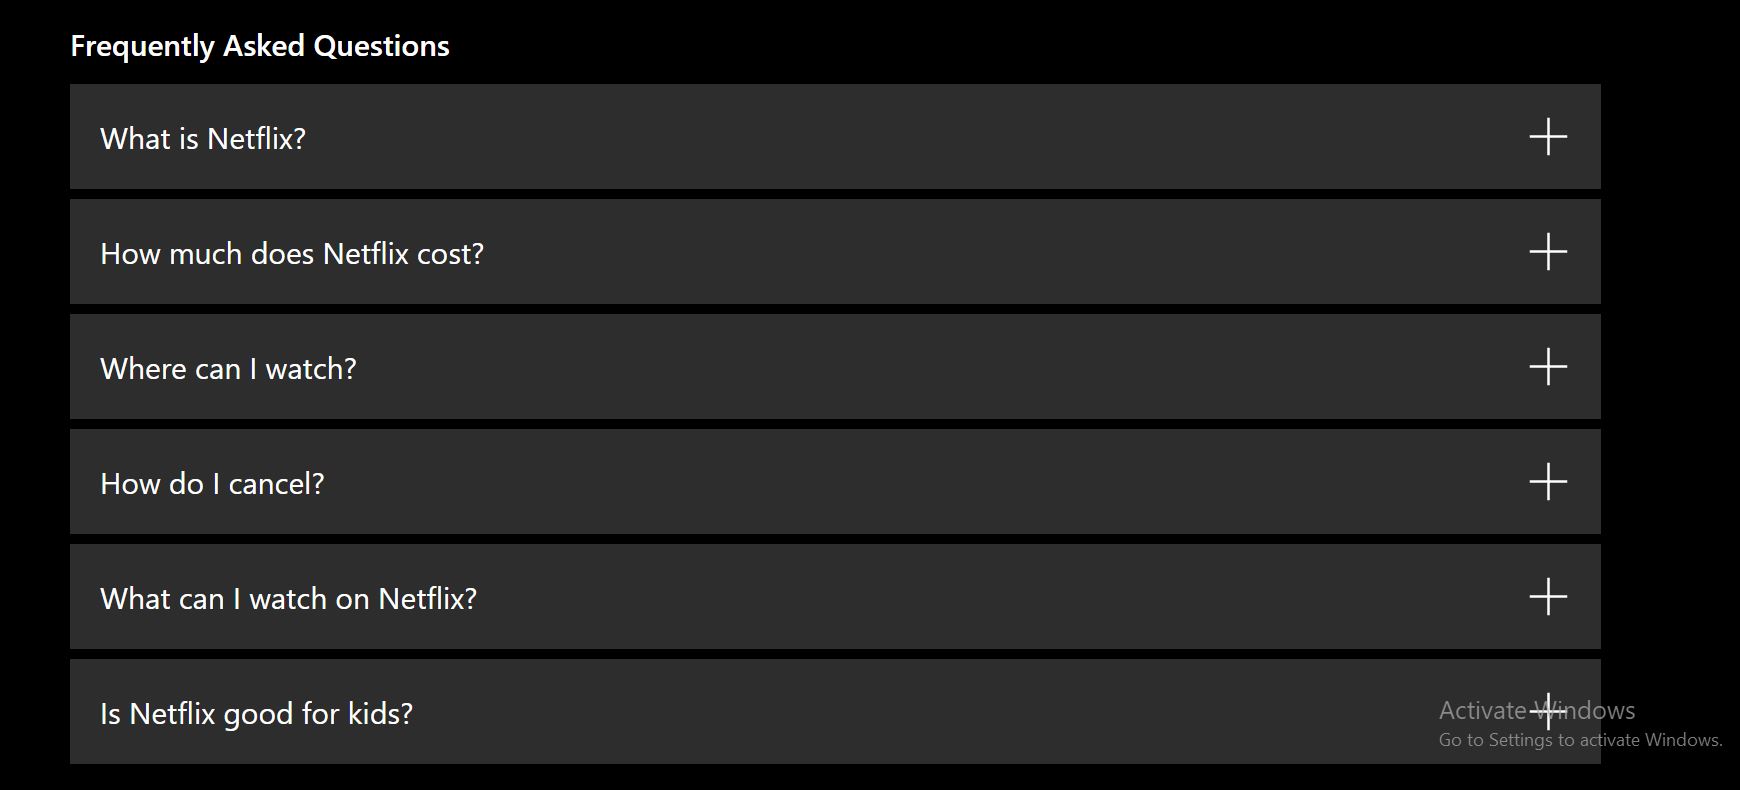 Frequently Asked Questions
What is Netflix?
How much does Netflix cost?
Where can I watch?
How do I cancel?
What can I watch on Netflix?
Is Netflix good for kids?
Activate Windows
Go to Settings to activate Windows.